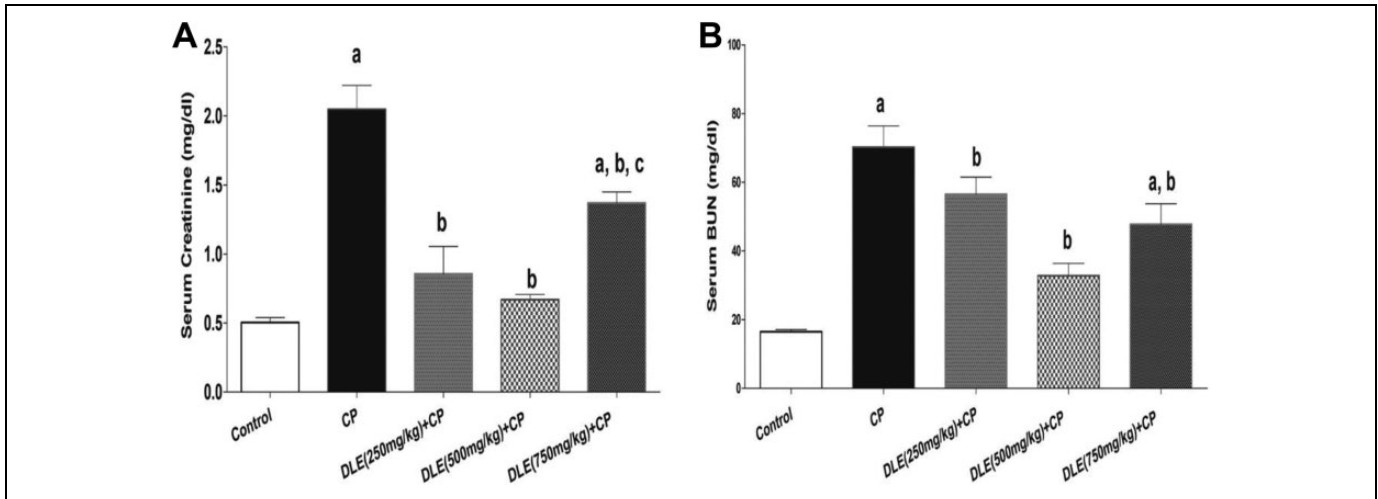 A
Serum Creatinine (mg/dl)
2.5
2.0
1.5
1.0
0.5
0.0
a
b
b
a, b, c
Control
CP
DLE(250mg/kg)+CP
DLE(500mg/kg)+CP
DLE(750mg/kg)+CP
B
Serum BUN (mg/dl)
100
80
60
40
20
0
a
b
b
a, b
Control
CP
DLE(250mg/kg)+CP
DLE(500mg/kg)+CP
DLE(750mg/kg)+CP